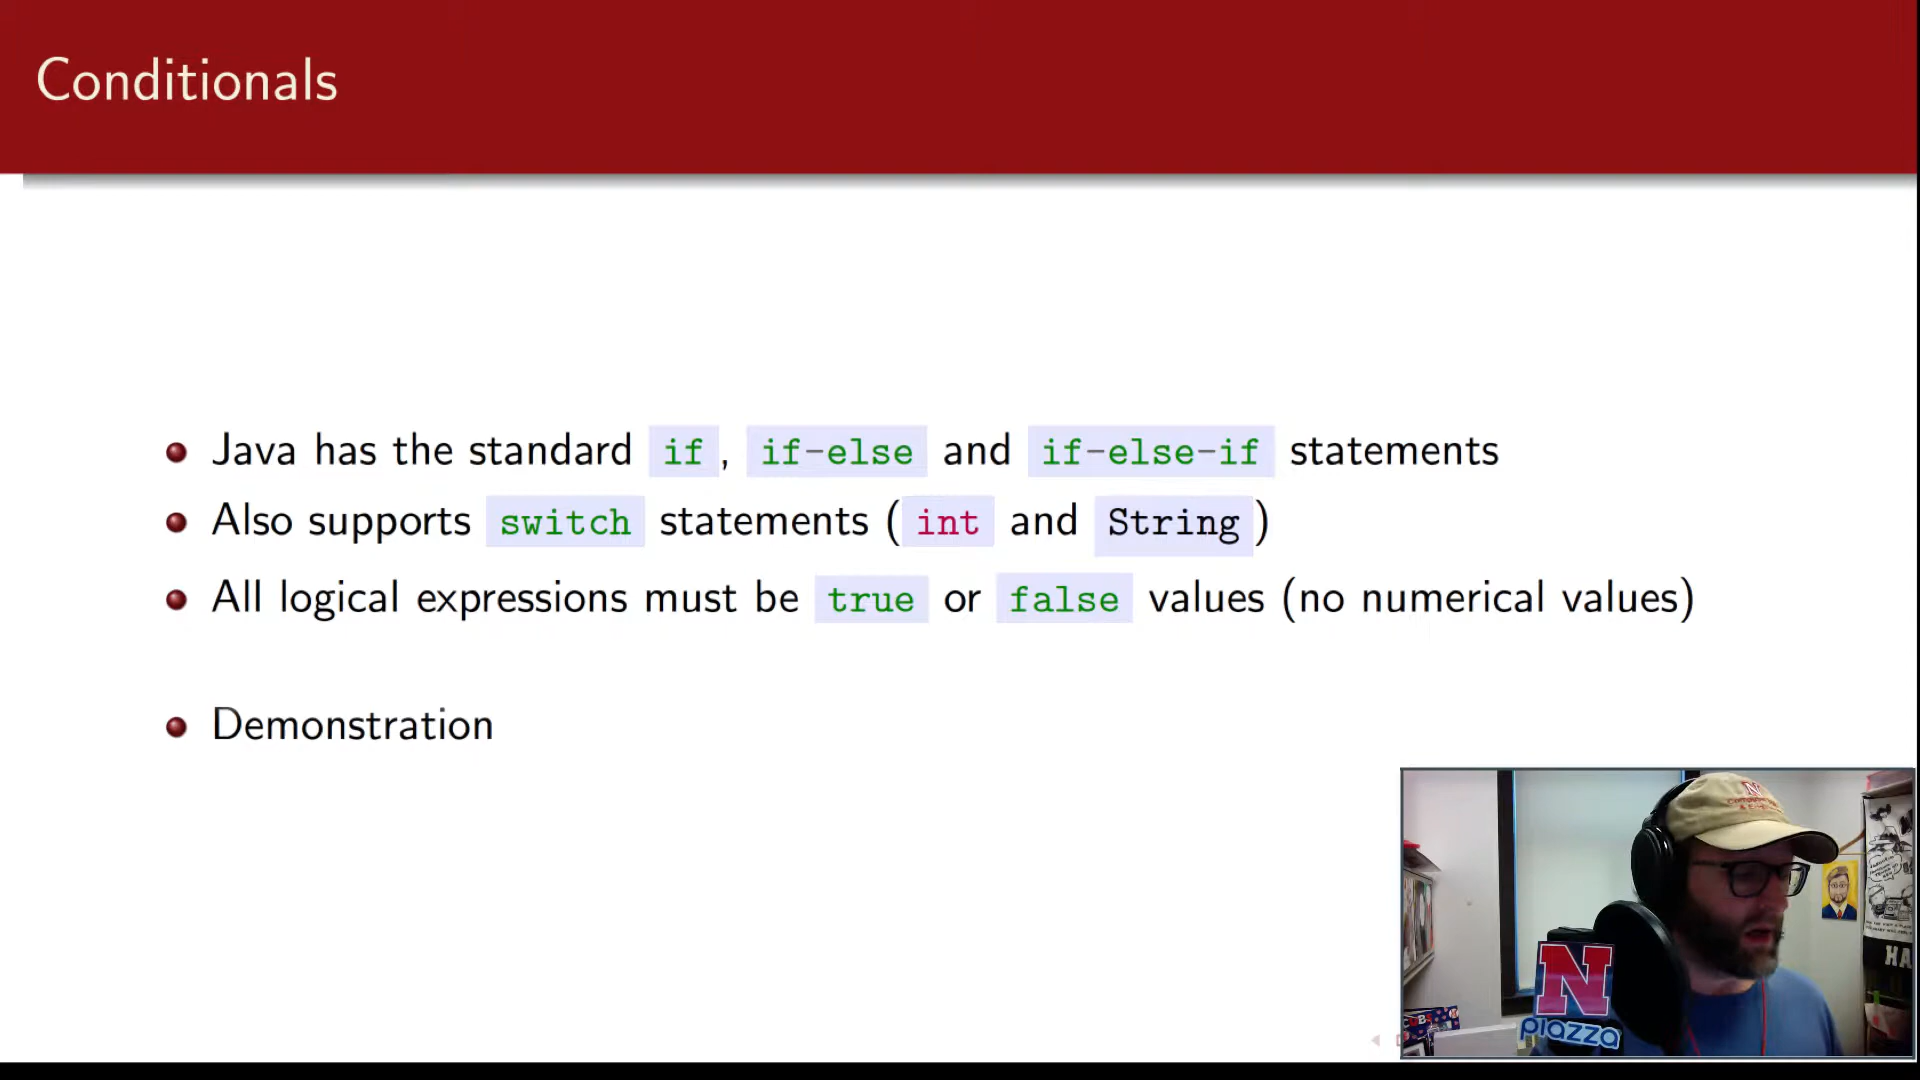 Conditionals
Java has the standard if, if-else and if-else-if statements
Also supports switch statements (int and String)
All logical expressions must be true or false values (no numerical values)
Demonstration
N
N
piazza
HA